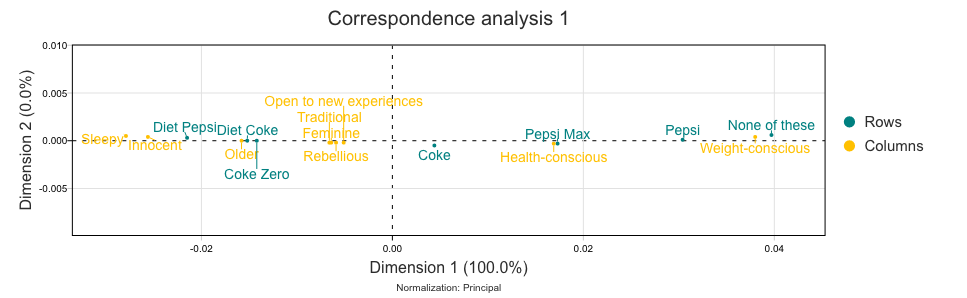 Correspondence analysis 1
Dimension 2 (0.0%)
0.010
0.005
0.000
-0.005
Open to new experiences
Traditional
Feminine
Rebellious
Sleepy
Innocent
Diet Pepsi
Diet Coke
Older
Coke Zero
Coke
Pepsi Max
Health-conscious
Pepsi
None of these
Weight-conscious
Rows
Columns
-0.02
0.00
0.02
0.04
Dimension 1 (100.0%)
Normalization: Principal